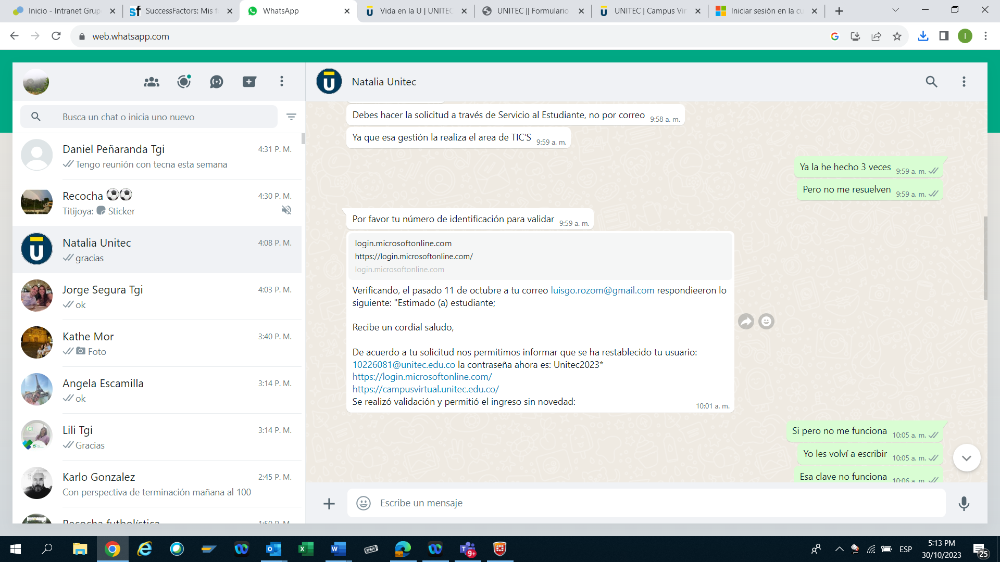 Inicio - Intranet Grup
SuccessFactors: Mis f
WhatsApp
Vida en la U | UNITEC
UNITEC || Formulario
UNITEC | Campus Vir
Iniciar sesión en la cu
web.whatsapp.com
I
Natalia Unitec
Busca un chat o inicia uno nuevo
Daniel Peñaranda Tgi
4:31 P. M.
Tengo reunión con tecna esta semana
Recocha
4:30 P. M.
Titijoya: Sticker
Natalia Unitec
4:08 P. M.
gracias
Jorge Segura Tgi
4:03 P. M.
ok
Kathe Mor
3:40 P. M.
Foto
Angela Escamilla
3:14 P. M.
ok
Lili Tgi
3:14 P. M.
Gracias
Karlo Gonzalez
2:45 P. M.
Con perspectiva de terminación mañana al 100
Recocha futbolística
1:50 P. M.
Debes hacer la solicitud a través de Servicio al Estudiante, no por correo
9:58 a. m.
Ya que esa gestión la realiza el area de TIC'S
9:59 a. m.
Ya la he hecho 3 veces
9:59 a. m.
Pero no me resuelven
9:59 a. m.
Por favor tu número de identificación para validar
9:59 a. m.
login.microsoftonline.com
https://login.microsoftonline.com/
login.microsoftonline.com
Verificando, el pasado 11 de octubre a tu correo luisgo.rozom@gmail.com respondieeron lo
siguiente: "Estimado (a) estudiante;
Recibe un cordial saludo,
De acuerdo a tu solicitud nos permitimos informar que se ha restablecido tu usuario:
10226081@unitec.edu.co la contraseña ahora es: Unitec2023*
https://login.microsoftonline.com/
https://campusvirtual.unitec.edu.co/
Se realizó validación y permitió el ingreso sin novedad:
10:01 a. m.
Si pero no me funciona
10:05 a. m.
Yo les volví a escribir
10:05 a. m.
Esa clave no funciona
10:06 a. m.
Escribe un mensaje
9+
ESP
5:13 PM
30/10/2023
25